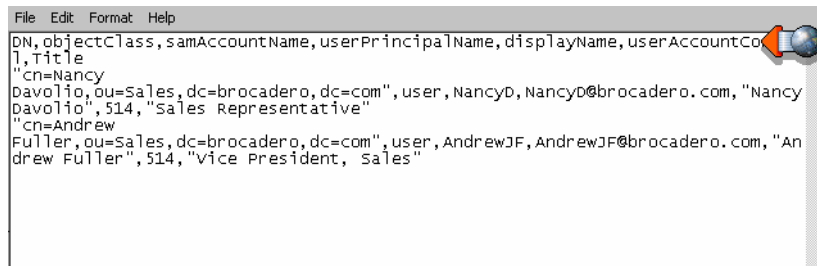 File Edit Format Help
DN,objectClass,samAccountName,userPrincipalName,displayName,userAccountCo
l,Title
"cn=Nancy
Davolio,ou=Sales,dc=brocadero,dc=com",user,NancyD,NancyD@brocadero.com,"Nancy
Davolio",514,"Sales Representative"
"cn=Andrew
Fuller,ou=Sales,dc=brocadero,dc=com",user,AndrewJF,AndrewJF@brocadero.com,"An
drew Fuller",514,"Vice President, Sales"